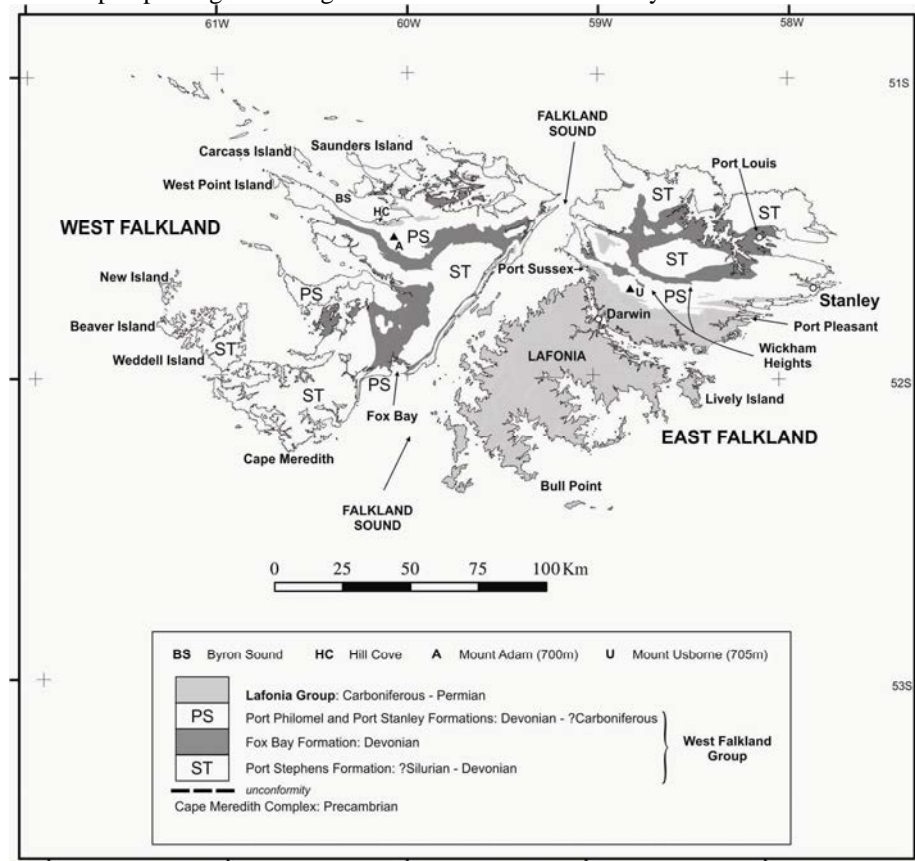 61W 60W 59W 58W
51S
FALKLAND
SOUND
Carcass Island
Saunders Island
Port Louis
West Point Island
BS
ST
HC
ST
WEST FALKLAND
PS
A
ST
ST
Port Sussex
New Island
PS
PS
U
Stanley
Beaver Island
Darwin
Port Pleasant
Weddell Island
ST
LAFONIA
Wickham
Heights
52S
PS
ST
Lively Island
Fox Bay
EAST FALKLAND
Cape Meredith
Bull Point
FALKLAND
SOUND
0 25 50 75 100 Km
BS Byron Sound HC Hill Cove A Mount Adam (700m) U Mount Usborne (705m)
53S
Lafonia Group: Carboniferous - Permian
PS Port Philomel and Port Stanley Formations: Devonian - ?Carboniferous
Fox Bay Formation: Devonian
West Falkland
Group
ST Port Stephens Formation: ?Silurian - Devonian
unconformity
Cape Meredith Complex: Precambrian